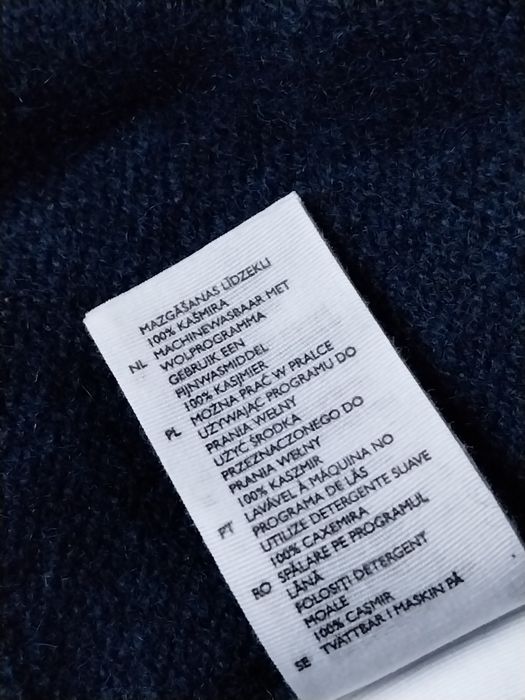 MAZGĀŠANAS LĪDZEKLI
100% KAŠMIRA
NL MACHINEWASBAAR MET
WOLPROGRAMMA
GEBRUIK EEN
FIJNWASMIDDEL
100% KASJMIER
PL MOŻNA PRAĆ W PRALCE
UŻYWAJĄC PROGRAMU DO
PRANIA WEŁNY
UŻYĆ ŚRODKA
PRZEZNACZONEGO DO
PRANIA WEŁNY
100% KASZMIR
PT LAVÁVEL À MÁQUINA NO
PROGRAMA DE LÃS
UTILIZE DETERGENTE SUAVE
100% CAXEMIRA
RO SPĂLARE PE PROGRAMUL
LÂNĂ
FOLOSIȚI DETERGENT
MOALE
100% CAȘMIR
SE TVÄTTBAR I MASKIN PÅ